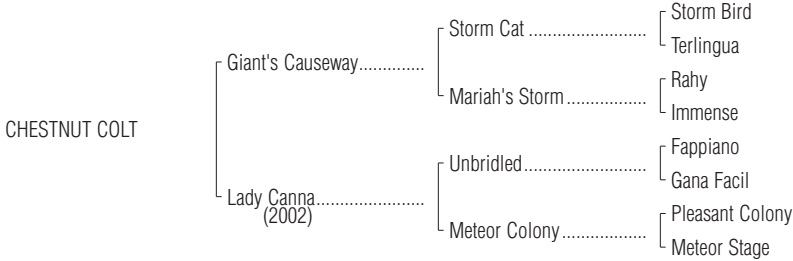 Storm Bird
Storm Cat ........................
Terlingua
Giant's Causeway..............
Rahy
Mariah's Storm .................
Immense
CHESTNUT COLT
Fappiano
Unbridled.........................
Gana Facil
Lady Canna.......................
(2002)
Pleasant Colony
Meteor Colony..................
Meteor Stage